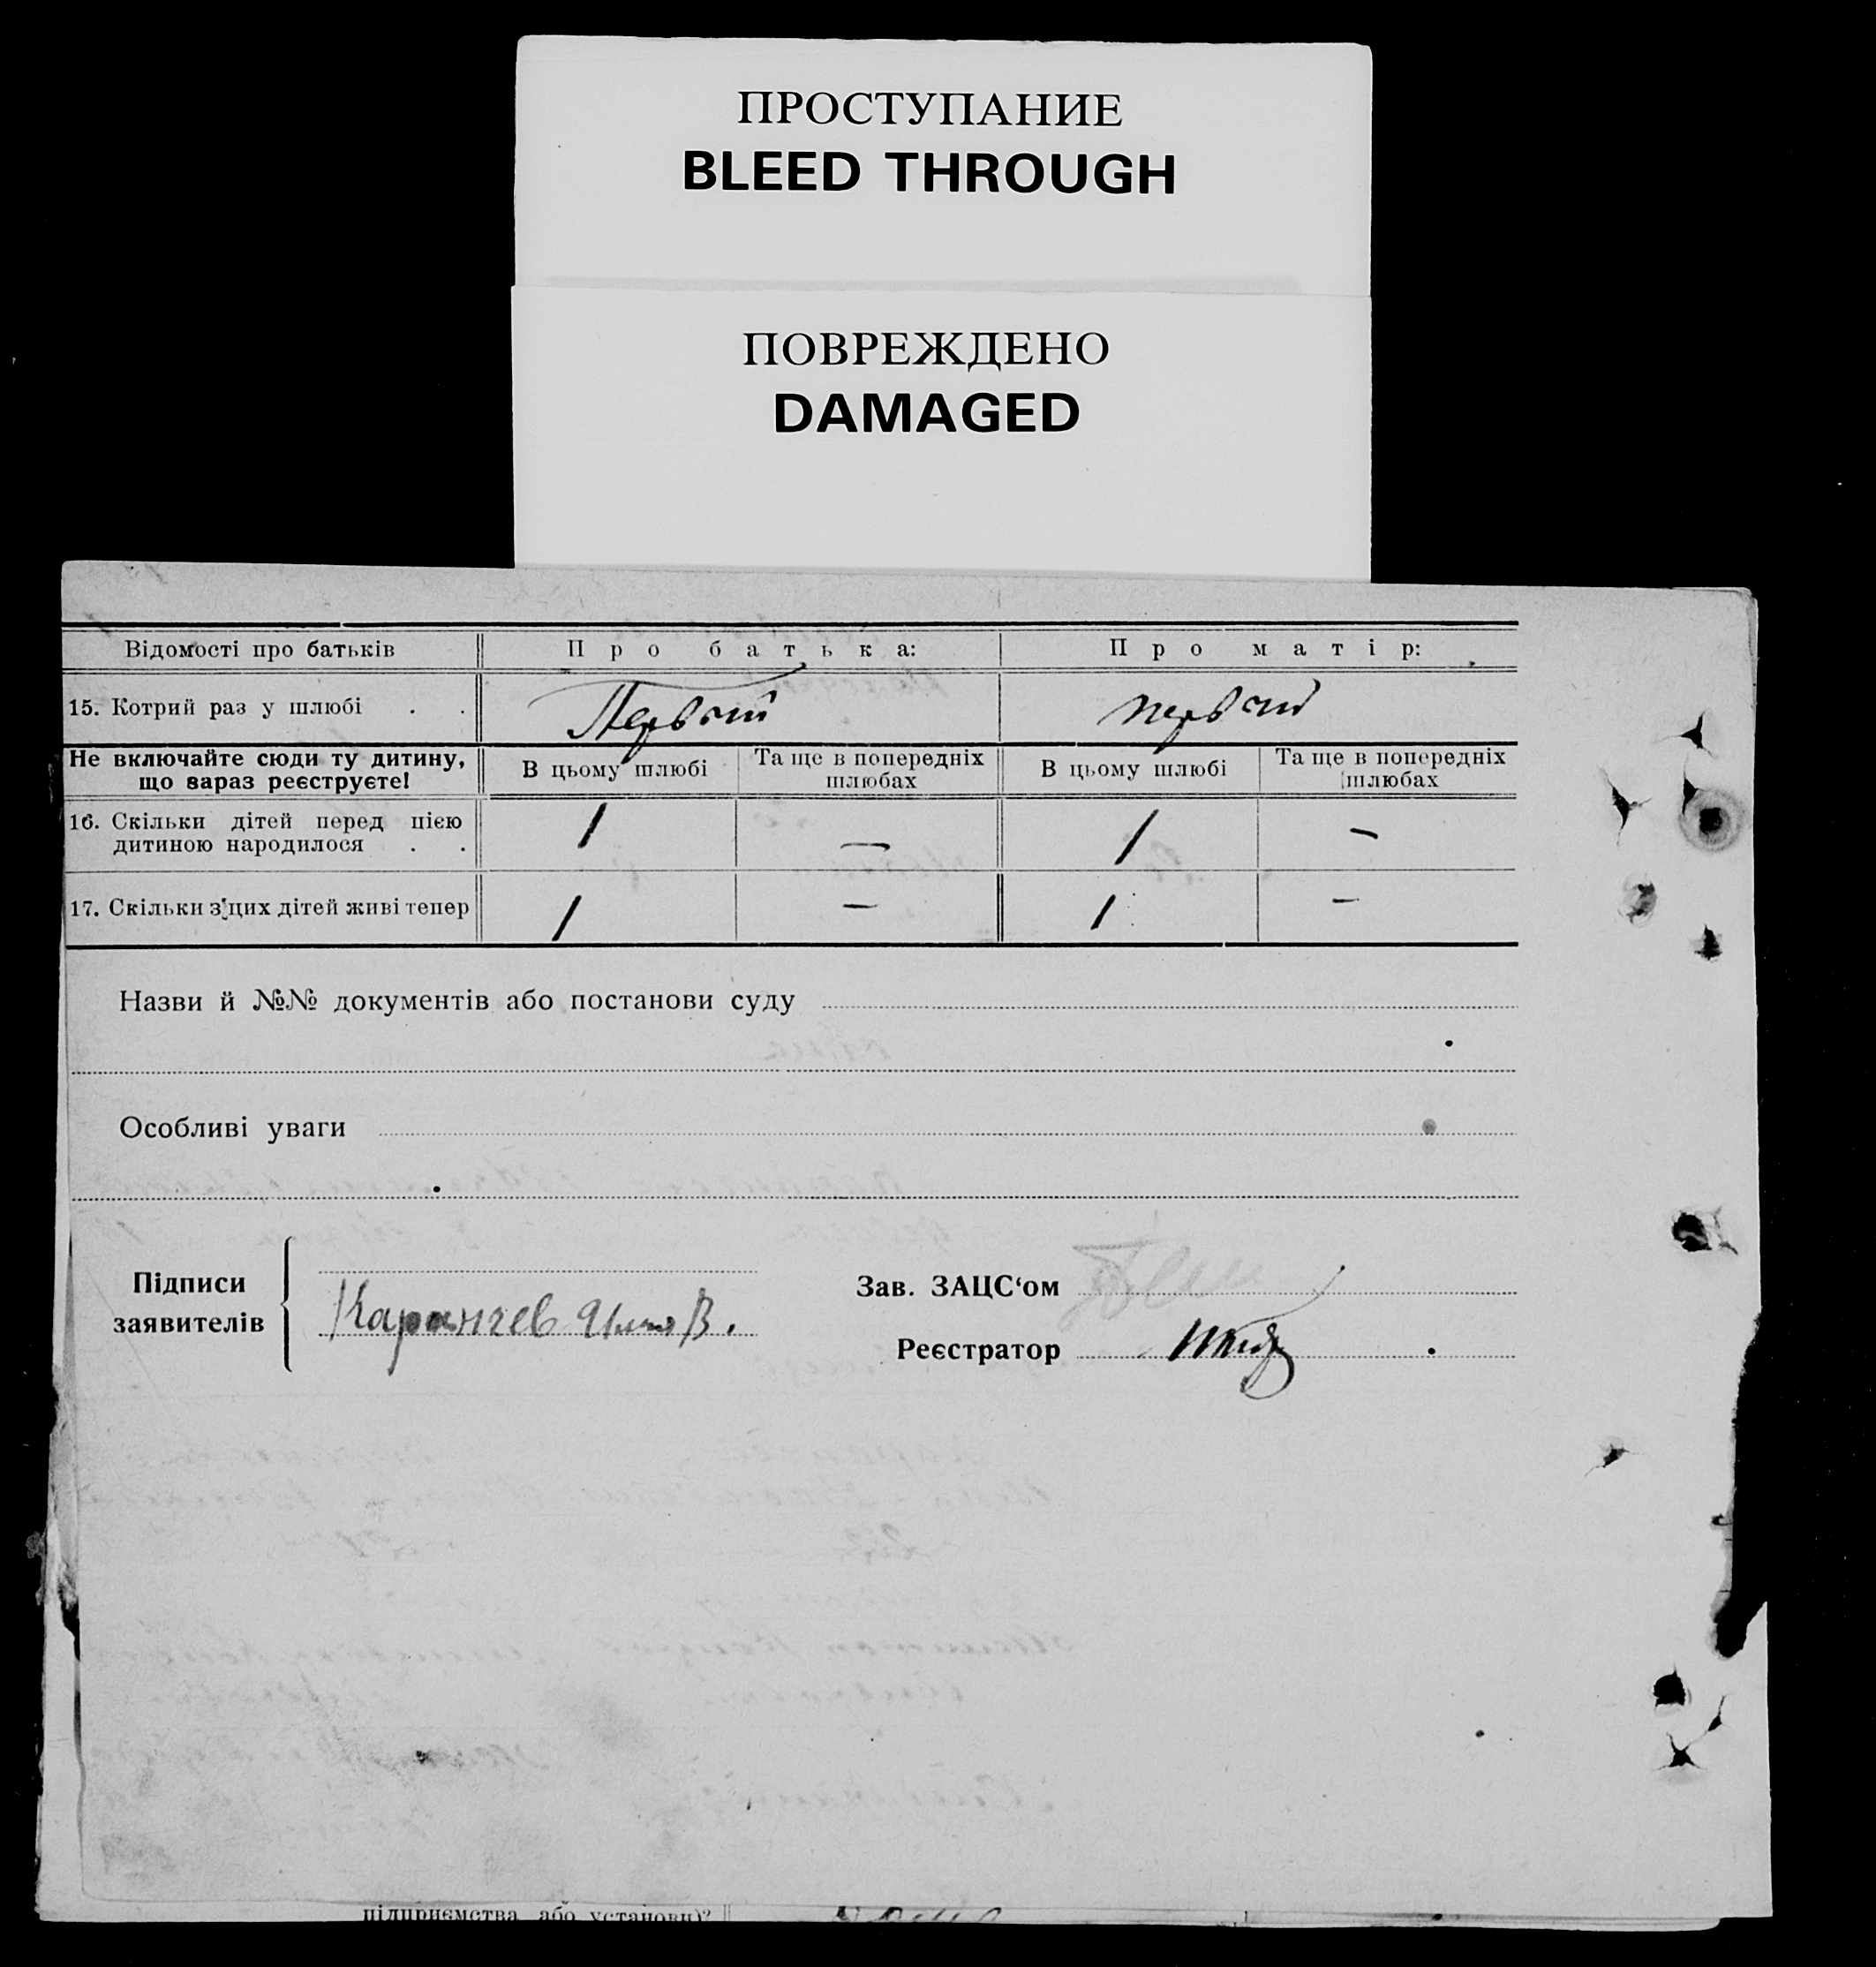 ПРОСТУПАНИЕ
BLEED THROUGH
ПОВРЕЖДЕНО
DAMAGED
Відомості про батьків Про батька: Про матір:
15. Котрий раз у шлюбі . . Первый первый
Не включайте сюди ту дитину, що зараз реєструєте! В цьому шлюбі Та ще в попередніх шлюбах В цьому шлюбі Та ще в попередніх шлюбах
16. Скільки дітей перед цією
дитиною народилося . . 1 — 1 —
17. Скільки з цих дітей живі тепер 1 — 1 —
Назви й №№ документів або постанови суду
Особливі уваги
Підписи
заявителів
В.
Зав. ЗАЦС‘ом
Реєстратор
підприємства або установи)?